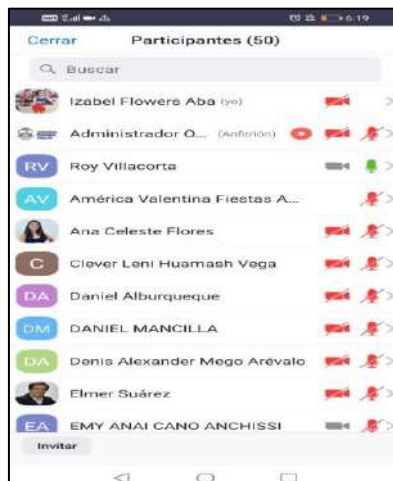 6:19
Cerrar Participantes (50)
Buscar
Izabel Flowers Aba (yo)
Administrador O... (Anfitrión)
RV Roy Villacorta
AV América Valentina Fiestas A...
Ana Celeste Flores
C Clever Leni Huamash Vega
DA Daniel Alburqueque
DM DANIEL MANCILLA
DA Denis Alexander Mego Arévalo
Elmer Suárez
EA EMY ANAI CANO ANCHISSI
Invitar